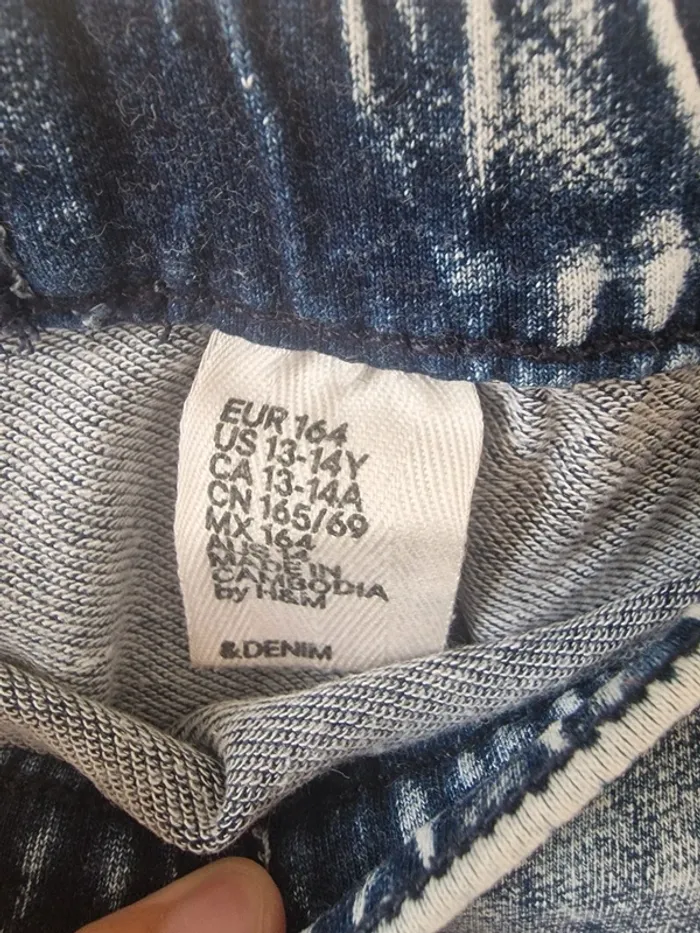 EUR 164
US 13-14Y
CA 13-14A
CN 165/69
MX 164
AUS 14
MADE IN
CAMBODIA
by H&M
&DENIM